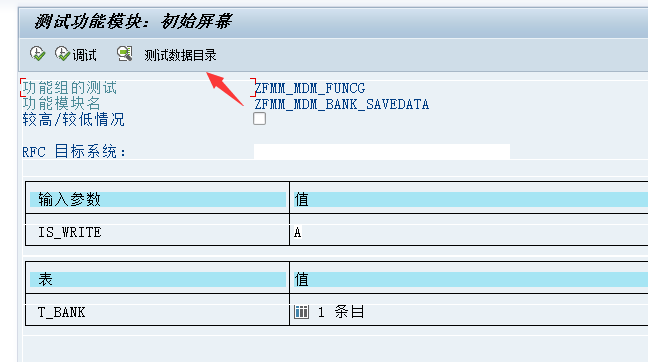 测试功能模块：初始屏幕
调试 测试数据目录
功能组的测试 ZFMM_MDM_FUNCG
功能模块名 ZFMM_MDM_BANK_SAVEDATA
较高/较低情况
RFC 目标系统：
输入参数 值
IS_WRITE A
表 值
T_BANK 1 条目